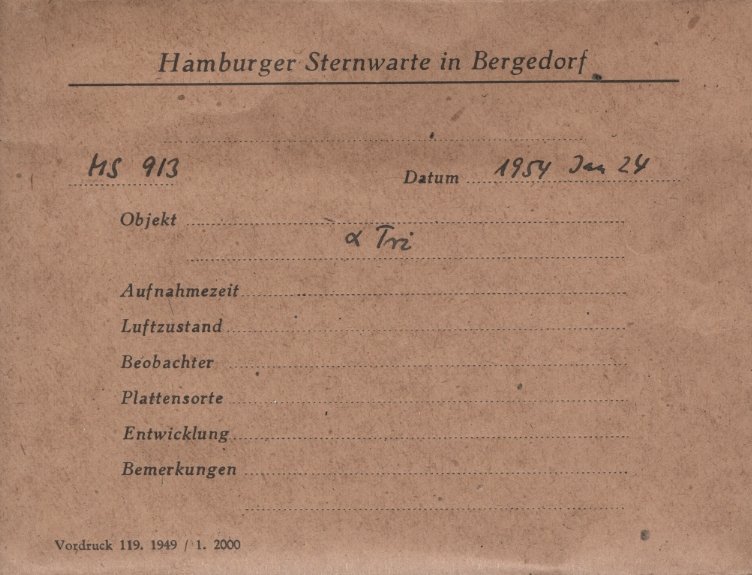 Hamburger Sternwarte in Bergedorf
MS 913 Datum 1954 Jan 24
Objekt
α Tri
Aufnahmezeit
Luftzustand
Beobachter
Plattensorte
Entwicklung
Bemerkungen
Vordruck 119. 1949 / 1. 2000